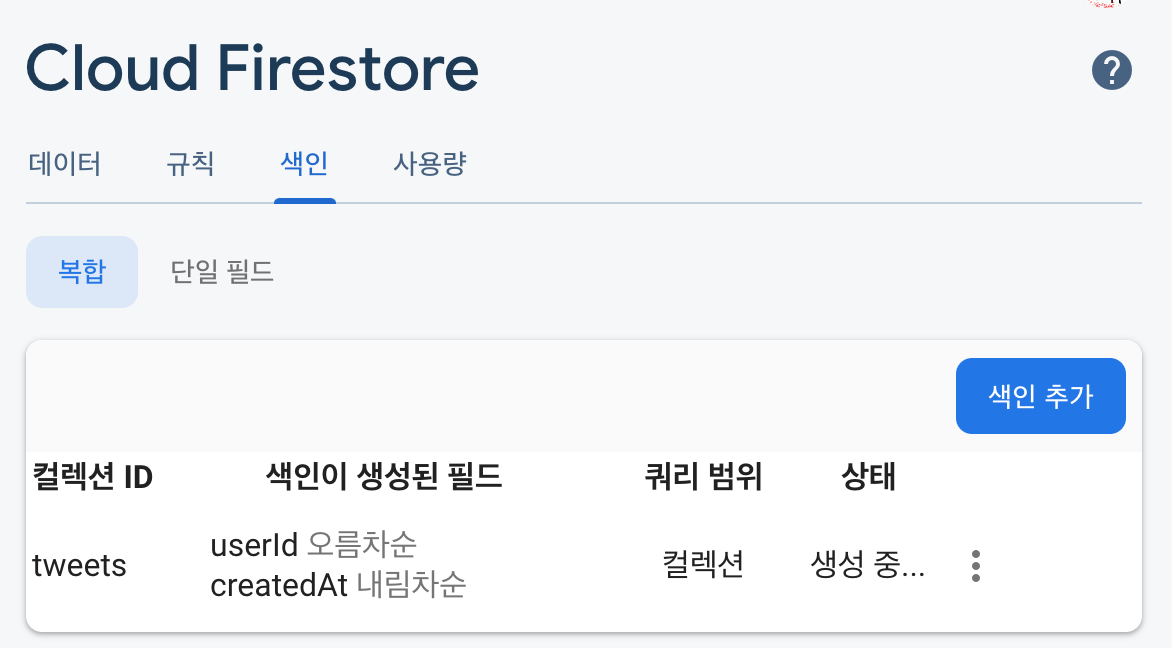 Cloud Firestore
데이터 규칙 색인 사용량
복합 단일 필드
색인 추가
컬렉션 ID 색인이 생성된 필드 쿼리 범위 상태
tweets userId 오름차순 createdAt 내림차순 컬렉션 생성 중...